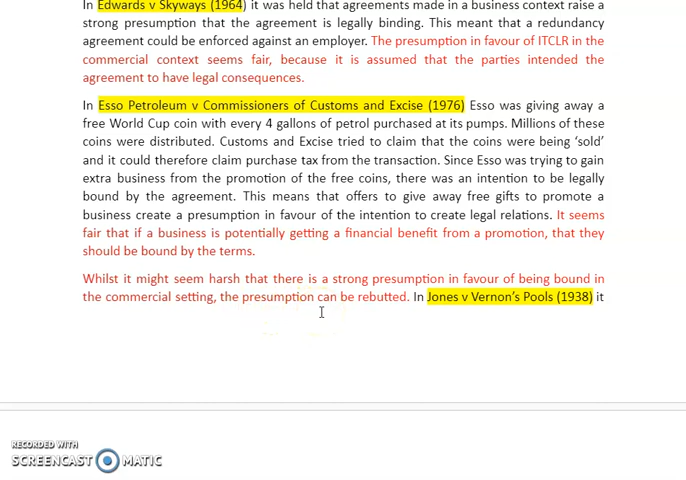 In Edwards v Skyways (1964) it was held that agreements made in a business context raise a
strong presumption that the agreement is legally binding. This meant that a redundancy
agreement could be enforced against an employer. The presumption in favour of ITCLR in the
commercial context seems fair, because it is assumed that the parties intended the
agreement to have legal consequences.
In Esso Petroleum v Commissioners of Customs and Excise (1976) Esso was giving away a
free World Cup coin with every 4 gallons of petrol purchased at its pumps. Millions of these
coins were distributed. Customs and Excise tried to claim that the coins were being ‘sold’
and it could therefore claim purchase tax from the transaction. Since Esso was trying to gain
extra business from the promotion of the free coins, there was an intention to be legally
bound by the agreement. This means that offers to give away free gifts to promote a
business create a presumption in favour of the intention to create legal relations. It seems
fair that if a business is potentially getting a financial benefit from a promotion, that they
should be bound by the terms.
Whilst it might seem harsh that there is a strong presumption in favour of being bound in
the commercial setting, the presumption can be rebutted. In Jones v Vernon’s Pools (1938) it
RECORDED WITH
SCREENCAST MATIC